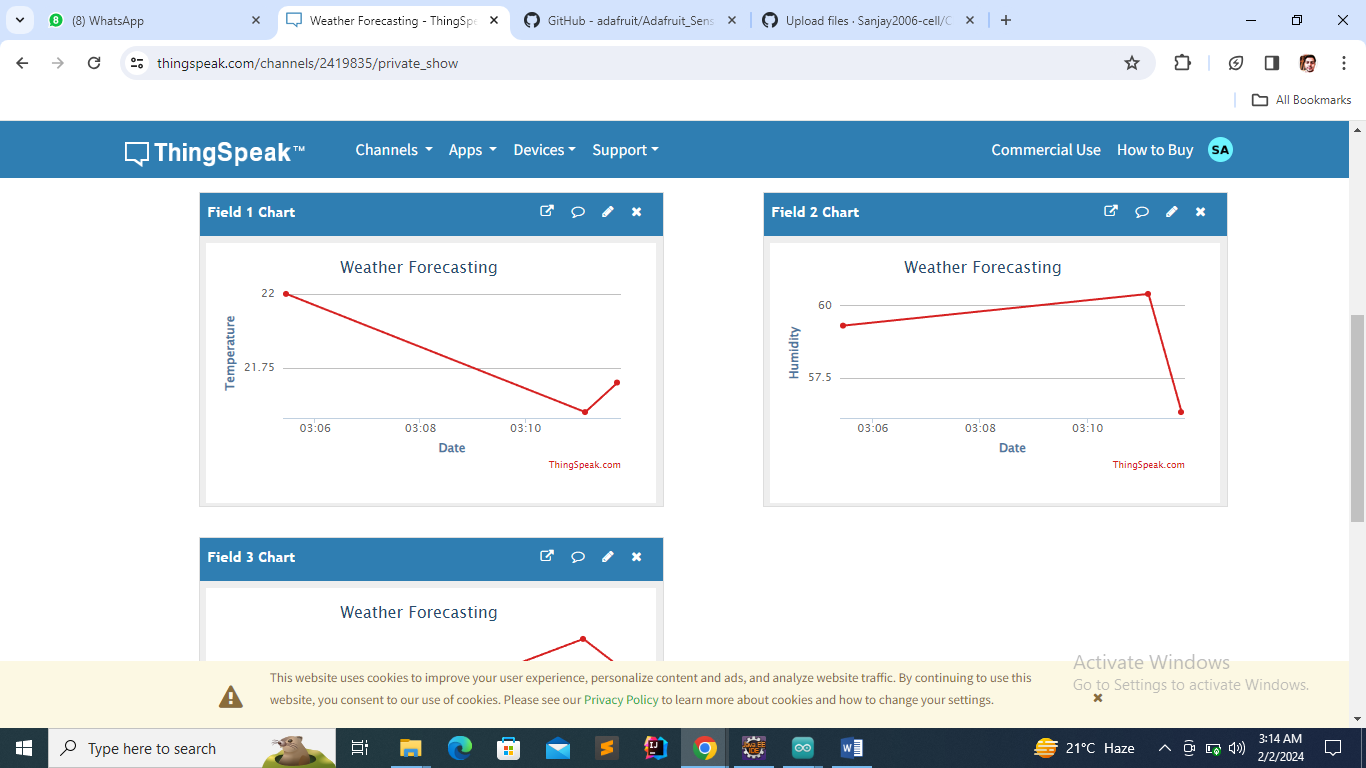 (8) WhatsApp
Weather Forecasting - ThingSpe
GitHub - adafruit/Adafruit_Sens
Upload files · Sanjay2006-cell/C
thingspeak.com/channels/2419835/private_show
All Bookmarks
ThingSpeak™
Channels
Apps
Devices
Support
Commercial Use
How to Buy
SA
Field 1 Chart
Weather Forecasting
Temperature
22
21.75
03:06
03:08
03:10
Date
ThingSpeak.com
Field 2 Chart
Weather Forecasting
Humidity
60
57.5
03:06
03:08
03:10
Date
ThingSpeak.com
Field 3 Chart
Weather Forecasting
This website uses cookies to improve your user experience, personalize content and ads, and analyze website traffic. By continuing to use this
website, you consent to our use of cookies. Please see our Privacy Policy to learn more about cookies and how to change your settings.
Activate Windows
Go to Settings to activate Windows.
Type here to search
21°C Haze
3:14 AM
2/2/2024